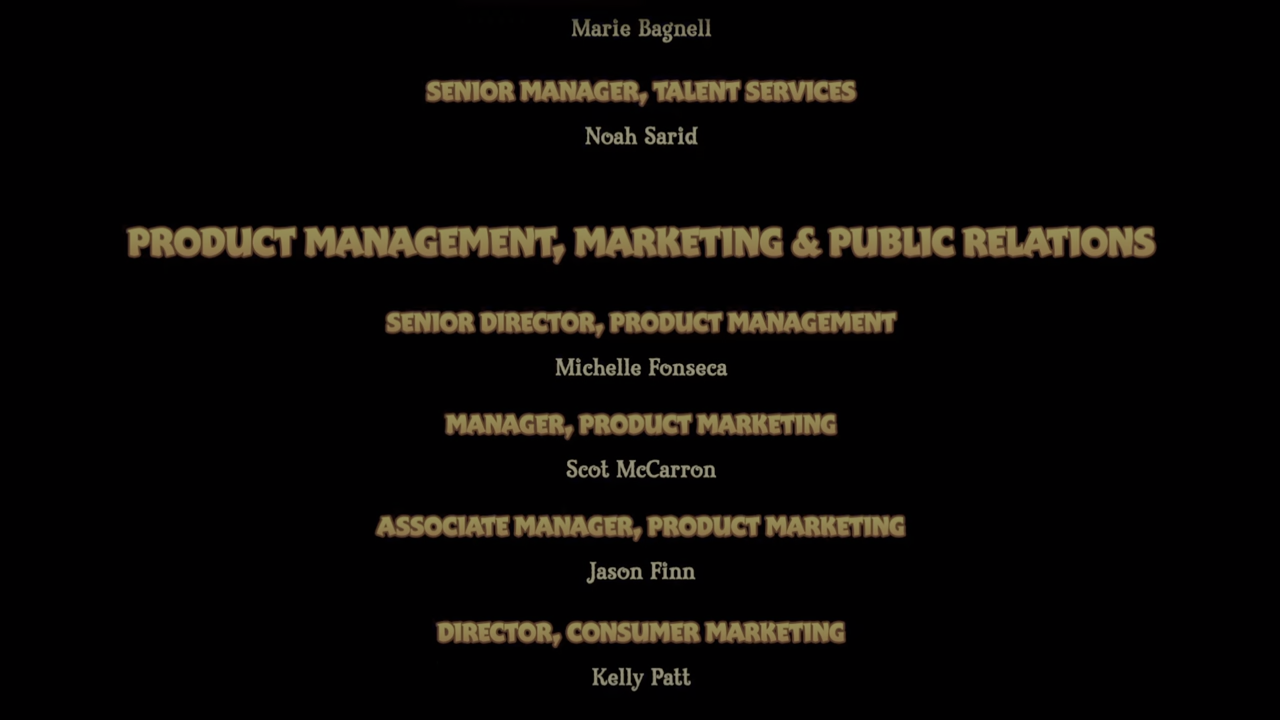 Marie Bagnell
SENIOR MANAGER, TALENT SERVICES
Noah Sarid
PRODUCT MANAGEMENT, MARKETING & PUBLIC RELATIONS
SENIOR DIRECTOR, PRODUCT MANAGEMENT
Michelle Fonseca
MANAGER, PRODUCT MARKETING
Scot McCarron
ASSOCIATE MANAGER, PRODUCT MARKETING
Jason Finn
DIRECTOR, CONSUMER MARKETING
Kelly Patt